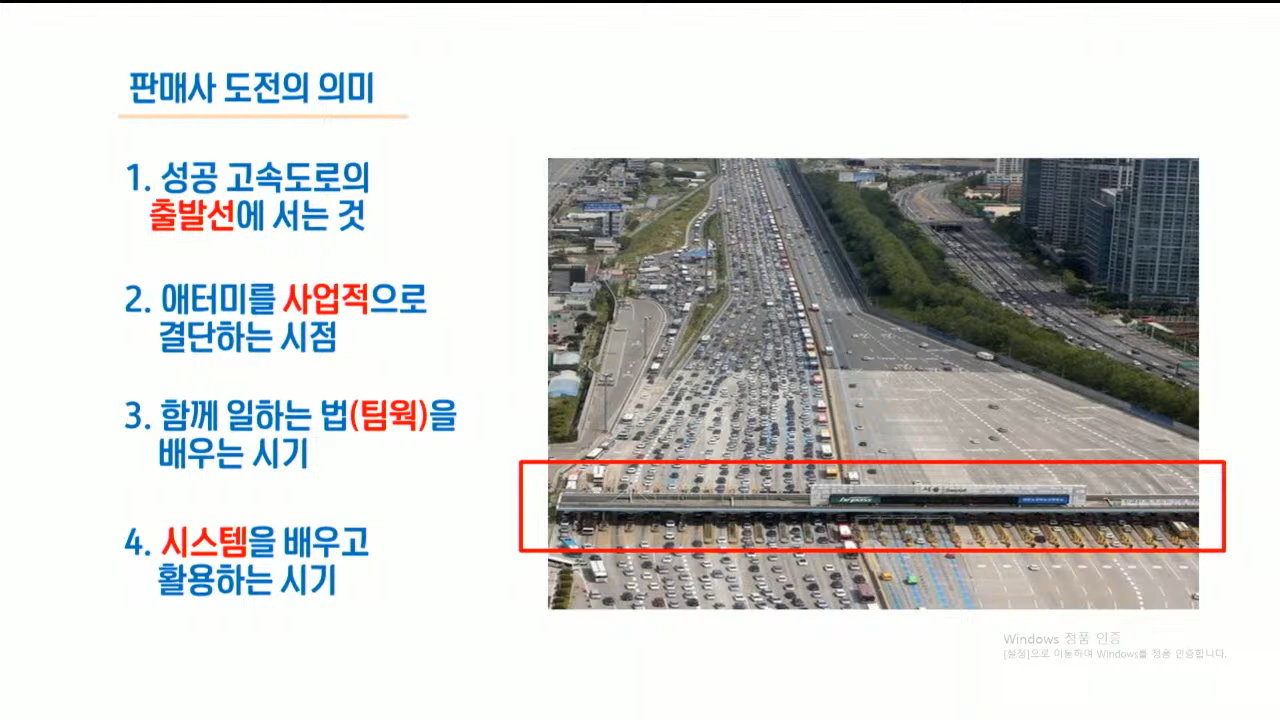 판매사 도전의 의미
1. 성공 고속도로의
출발선에 서는 것
2. 애터미를 사업적으로
결단하는 시점
3. 함께 일하는 법(팀웍)을
배우는 시기
4. 시스템을 배우고
활용하는 시기
서울 Seoul
Windows 정품 인증
[설정]으로 이동하여 Windows를 정품 인증합니다.